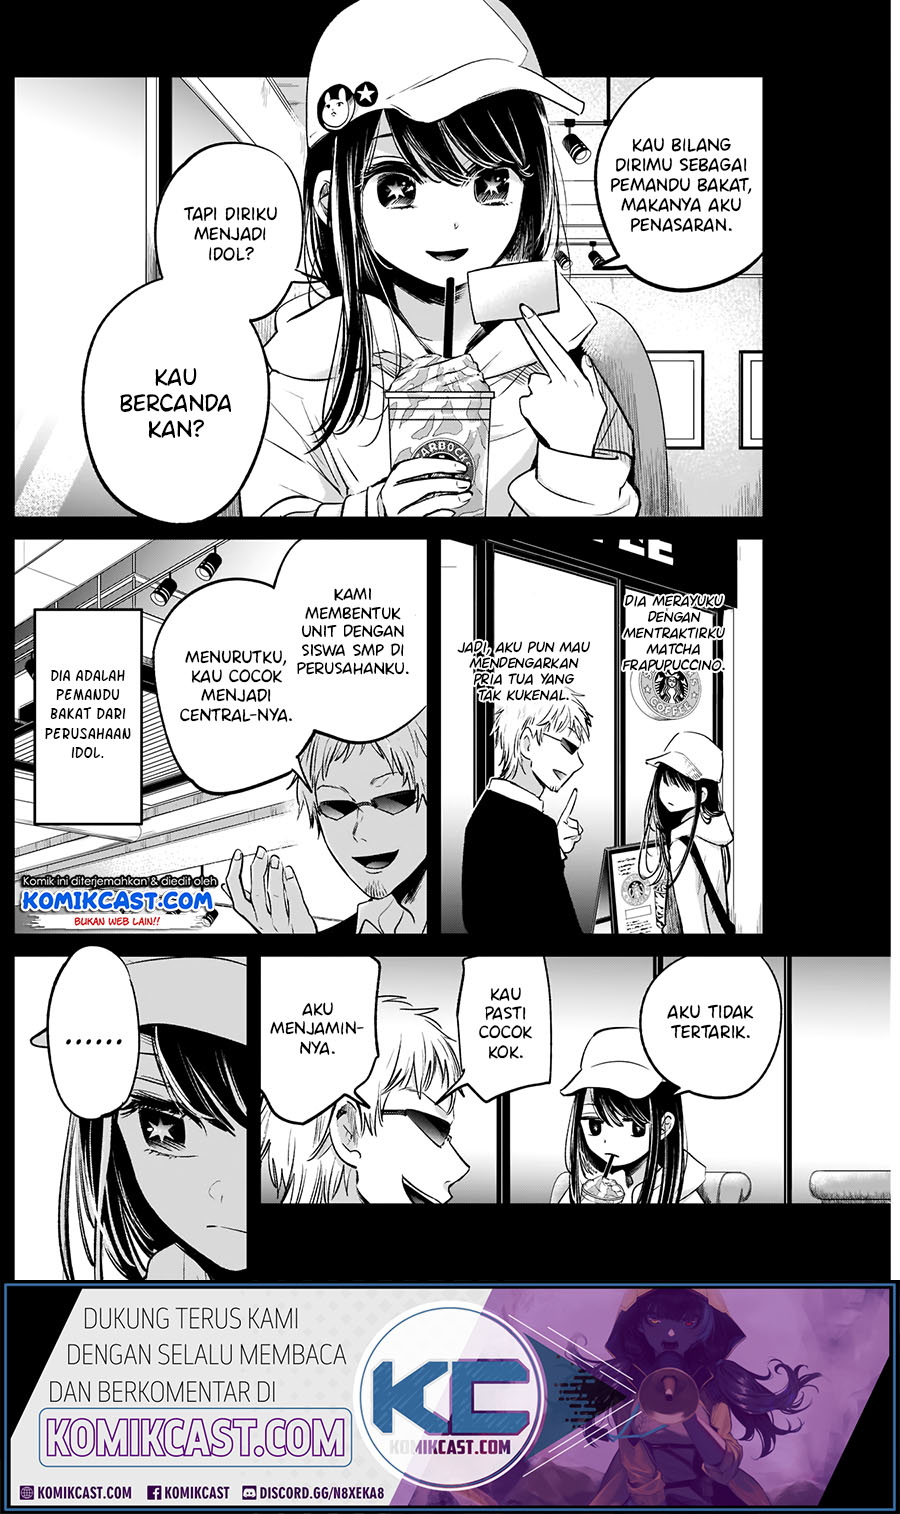 KAU BILANG
DIRIMU SEBAGAI
PEMANDU BAKAT,
MAKANYA AKU
PENASARAN.
TAPI DIRIKU
MENJADI
IDOL?
KAU
BERCANDA
KAN?
ARBOCK
DIA MERAYUKU
DENGAN
MENTRAKTIRKU
MATCHA
FRAPUPUCCINO.
JADI, AKU PUN MAU
MENDENGARKAN
PRIA TUA YANG
TAK KUKENAL.
COFFEE
KAMI
MEMBENTUK
UNIT DENGAN
SISWA SMP DI
PERUSAHANKU.
MENURUTKU,
KAU COCOK
MENJADI
CENTRAL-NYA.
DIA ADALAH
PEMANDU
BAKAT DARI
PERUSAHAAN
IDOL.
Komik ini diterjemahkan & diedit oleh
KOMIKCAST.COM
BUKAN WEB LAIN!!
AKU TIDAK
TERTARIK.
KAU
PASTI
COCOK
KOK.
AKU
MENJAMIN-
NYA.
......
DUKUNG TERUS KAMI
DENGAN SELALU MEMBACA
DAN BERKOMENTAR DI
KOMIKCAST.COM
KC
KOMIKCAST.COM
KOMIKCAST.COM KOMIKCAST DISCORD.GG/N8XEKA8